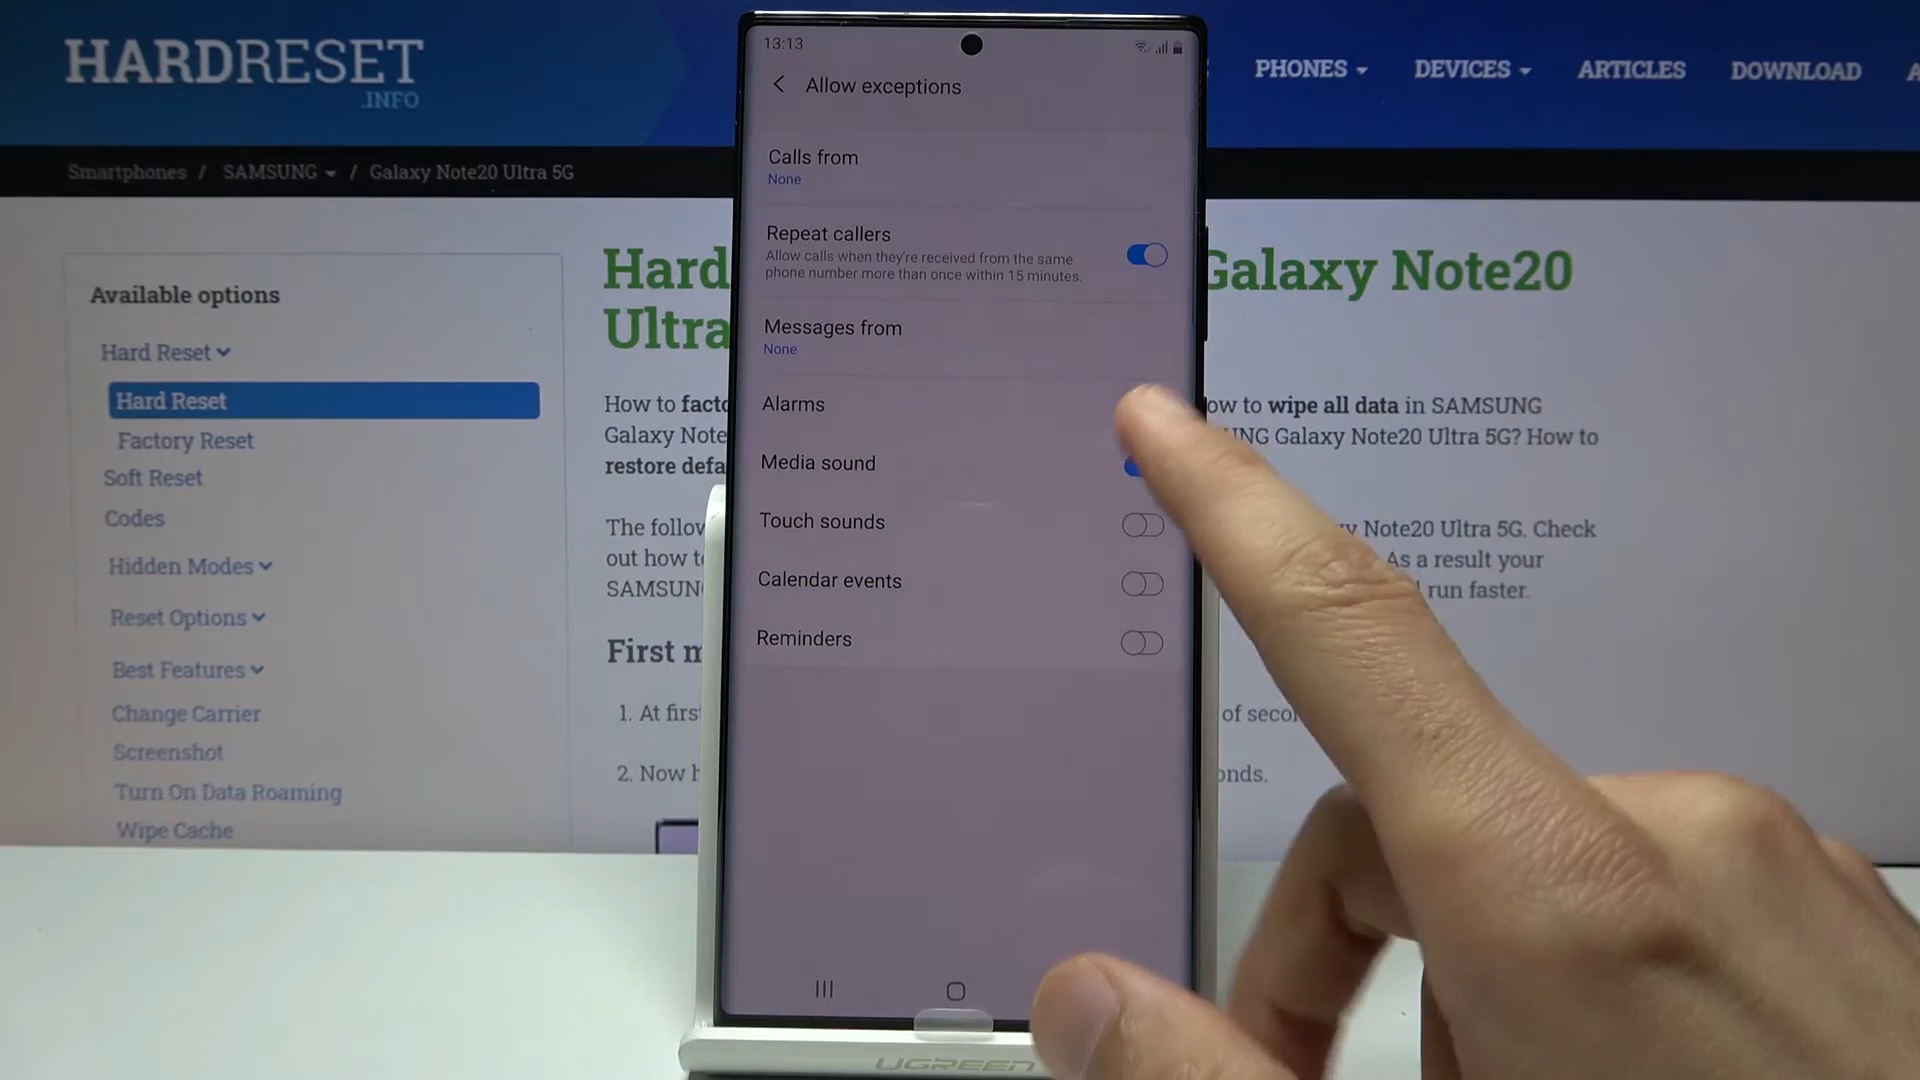 HARDRESET
.INFO
PHONES
DEVICES
ARTICLES
DOWNLOAD
A
Smartphones / SAMSUNG / Galaxy Note20 Ultra 5G
Available options
Hard Reset
Hard Reset
Factory Reset
Soft Reset
Codes
Hidden Modes
Reset Options
Best Features
Change Carrier
Screenshot
Turn On Data Roaming
Wipe Cache
Hard
Galaxy Note20
Ultra
How to
ow to wipe all data in SAMSUNG
Galaxy Note
UNG Galaxy Note20 Ultra 5G? How to
restore defa
The follow
Note20 Ultra 5G. Check
out how to
As a result your
SAMSUN
run faster.
First m
1. At firs
of secon
2. Now h
onds.
13:13
Allow exceptions
Calls from
None
Repeat callers
Allow calls when they're received from the same
phone number more than once within 15 minutes.
Messages from
None
Alarms
Media sound
Touch sounds
Calendar events
Reminders
UGREEN